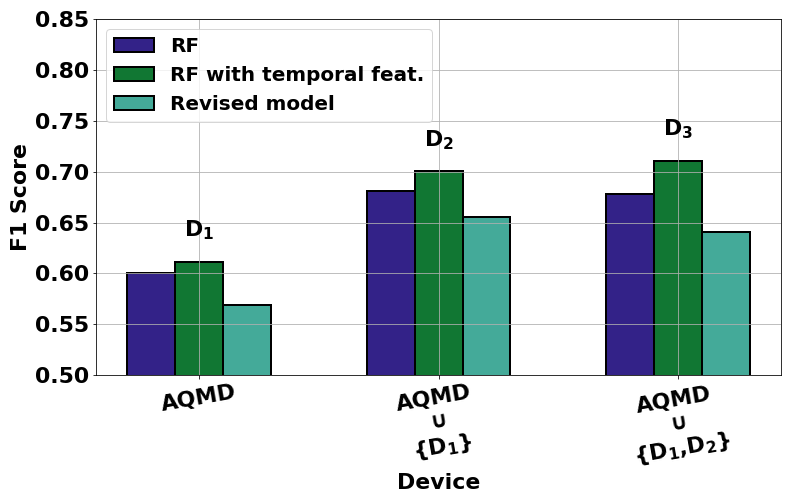 0.85
0.80
0.75
0.70
0.65
0.60
0.55
0.50
F1 Score
RF
RF with temporal feat.
Revised model
D₁
D₂
D₃
AQMD
AQMD
∪
{D₁}
AQMD
∪
{D₁,D₂}
Device